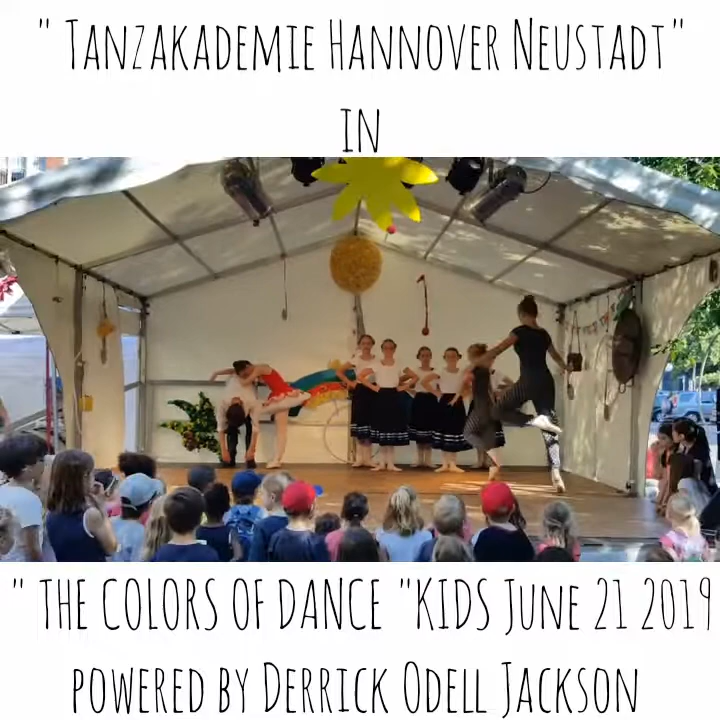 " Tanzakademie Hannover Neustadt"
in
" THE COLORS OF DANCE "KIDS June 21 2019
powered by Derrick Odell Jackson